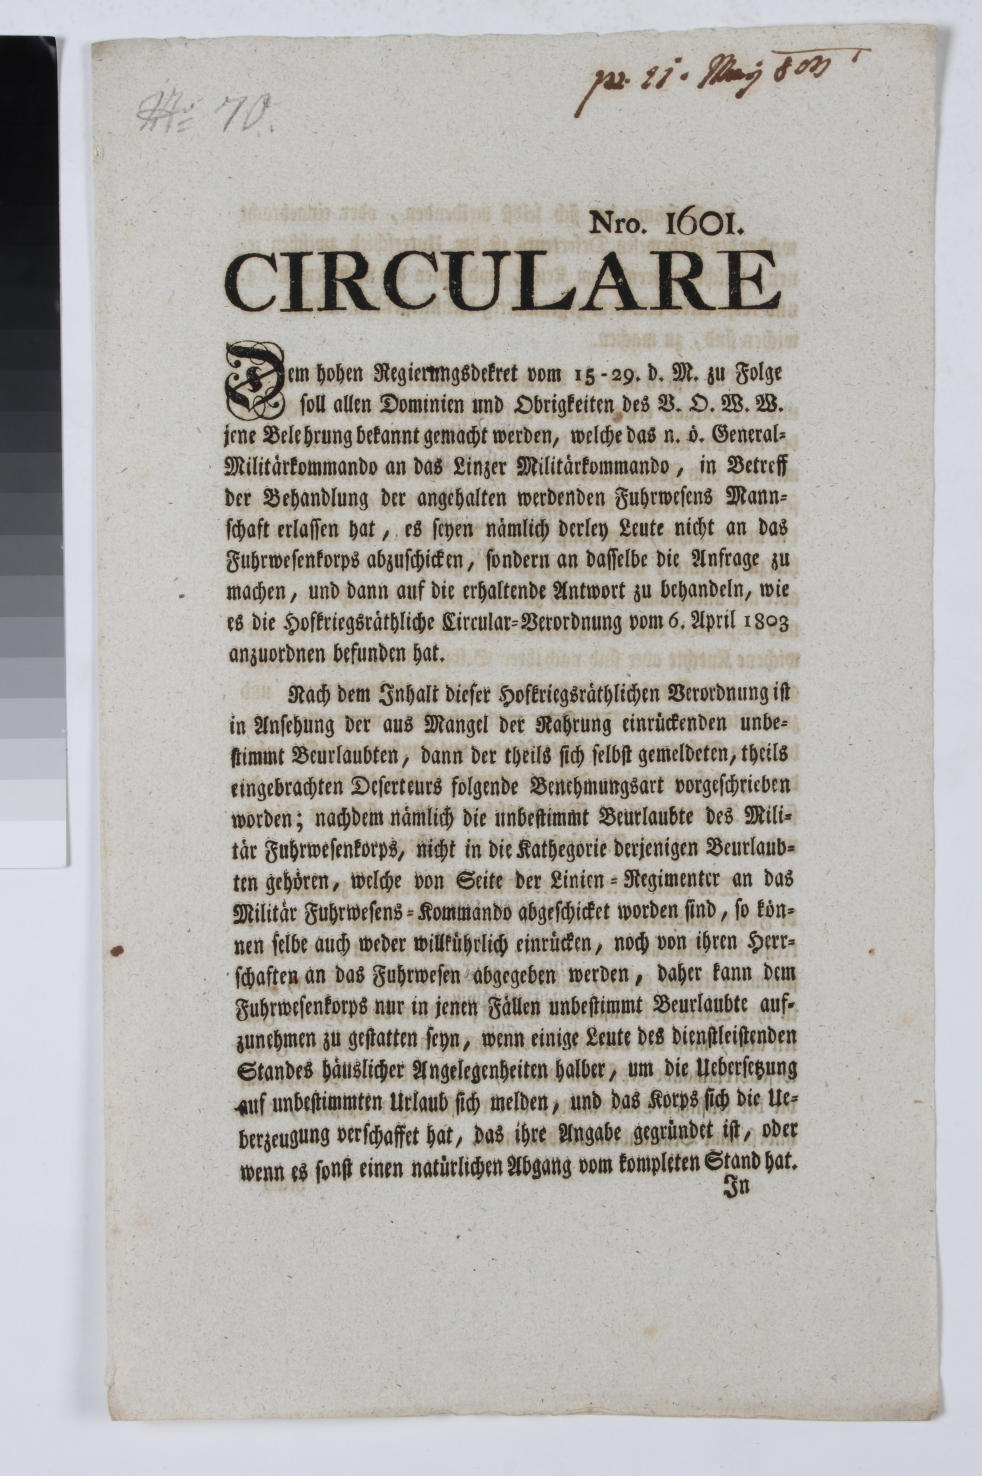 N: 70.
pr. 21. May 803
Nro. 1601.
CIRCULARE
Dem hohen Regierungsdekret vom 15-29. d. M. zu Folge
soll allen Dominien und Obrigkeiten des V. O. W. W.
jene Belehrung bekannt gemacht werden, welche das n. ö. General-
Militärkommando an das Linzer Militärkommando, in Betreff
der Behandlung der angehalten werdenden Fuhrwesens Mann-
schaft erlassen hat, es seyen nämlich derley Leute nicht an das
Fuhrwesenkorps abzuschicken, sondern an dasselbe die Anfrage zu
machen, und dann auf die erhaltende Antwort zu behandeln, wie
es die Hofkriegsräthliche Circular-Verordnung vom 6. April 1803
anzuordnen befunden hat.
Nach dem Inhalt dieser Hofkriegsräthlichen Verordnung ist
in Ansehung der aus Mangel der Nahrung einrückenden unbe-
stimmt Beurlaubten, dann der theils sich selbst gemeldeten, theils
eingebrachten Deserteurs folgende Benehmungsart vorgeschrieben
worden; nachdem nämlich die unbestimmt Beurlaubte des Mili-
tär Fuhrwesenkorps, nicht in die Kathegorie derjenigen Beurlaub-
ten gehören, welche von Seite der Linien-Regimenter an das
Militär Fuhrwesens-Kommando abgeschicket worden sind, so kön-
nen selbe auch weder willkührlich einrücken, noch von ihren Herr-
schaften an das Fuhrwesen abgegeben werden, daher kann dem
Fuhrwesenkorps nur in jenen Fällen unbestimmt Beurlaubte auf-
zunehmen zu gestatten seyn, wenn einige Leute des dienstleistenden
Standes häuslicher Angelegenheiten halber, um die Uebersetzung
auf unbestimmten Urlaub sich melden, und das Korps sich die Ue-
berzeugung verschaffet hat, das ihre Angabe gegründet ist, oder
wenn es sonst einen natürlichen Abgang vom kompleten Stand hat.
In